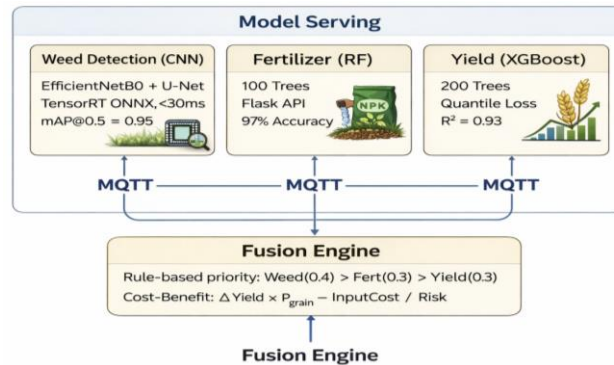 Model Serving
Weed Detection (CNN)
EfficientNetB0 + U-Net
TensorRT ONNX,<30ms
mAP@0.5 = 0.95
Fertilizer (RF)
100 Trees
Flask API
97% Accuracy
NPK
Yield (XGBoost)
200 Trees
Quantile Loss
R² = 0.93
MQTT
MQTT
MQTT
Fusion Engine
Rule-based priority: Weed(0.4) > Fert(0.3) > Yield(0.3)
Cost-Benefit: Δ Yield × P_grain − InputCost / Risk
Fusion Engine